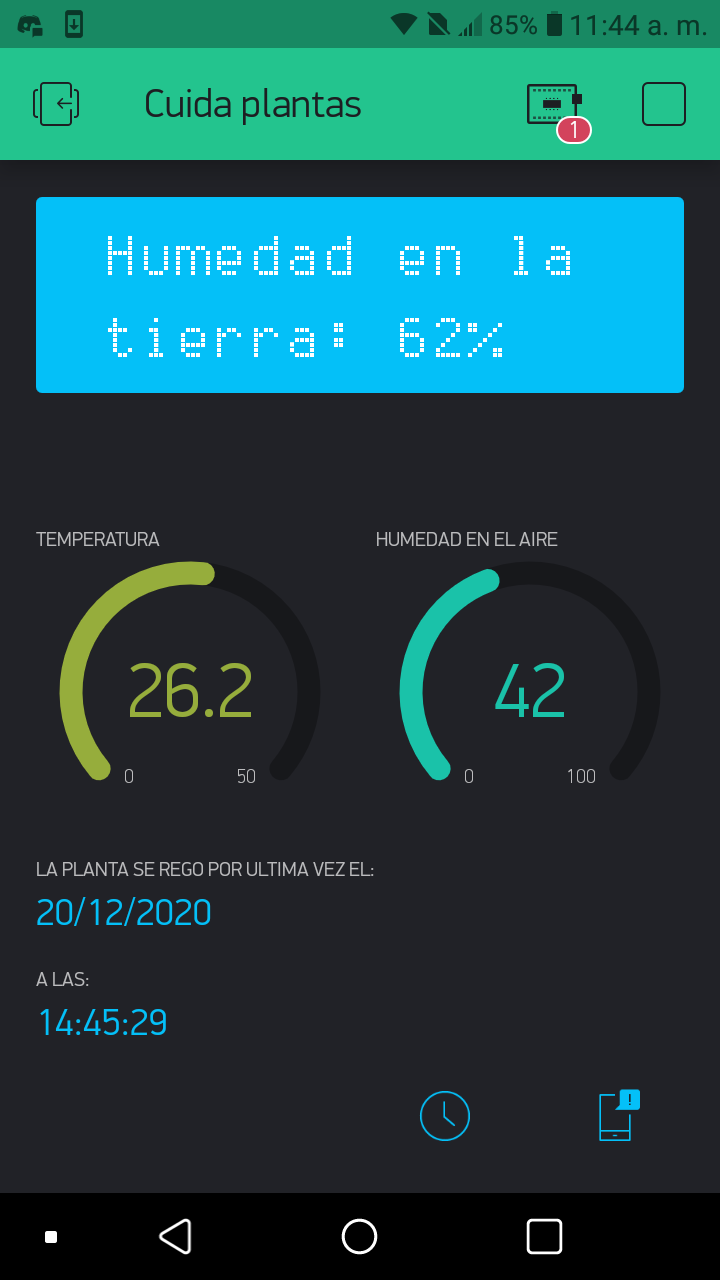 85% 11:44 a. m.
Cuida plantas
1
Humedad en la
tierra: 62%
TEMPERATURA
HUMEDAD EN EL AIRE
26.2
42
0 50
0 100
LA PLANTA SE REGO POR ULTIMA VEZ EL:
20/12/2020
A LAS:
14:45:29